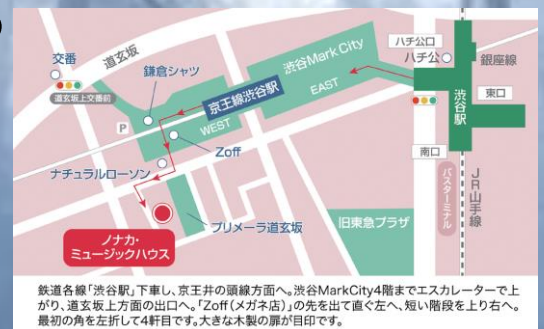 交番
道玄坂
道玄坂上交番前
鎌倉シャツ
渋谷Mark City
ハチ公口
ハチ公
銀座線
京王線渋谷駅
EAST
渋谷駅
東口
P
WEST
Zoff
南口
ナチュラルローソン
バスターミナル
JR山手線
プリメーラ道玄坂
旧東急プラザ
ノナカ・
ミュージックハウス
鉄道各線「渋谷駅」下車し、京王井の頭線方面へ。渋谷MarkCity4階までエスカレーターで上
がり、道玄坂上方面の出口へ。「Zoff(メガネ店)」の先を出て直ぐ左へ、短い階段を上り右へ。
最初の角を左折して4軒目です。大きな木製の扉が目印です。